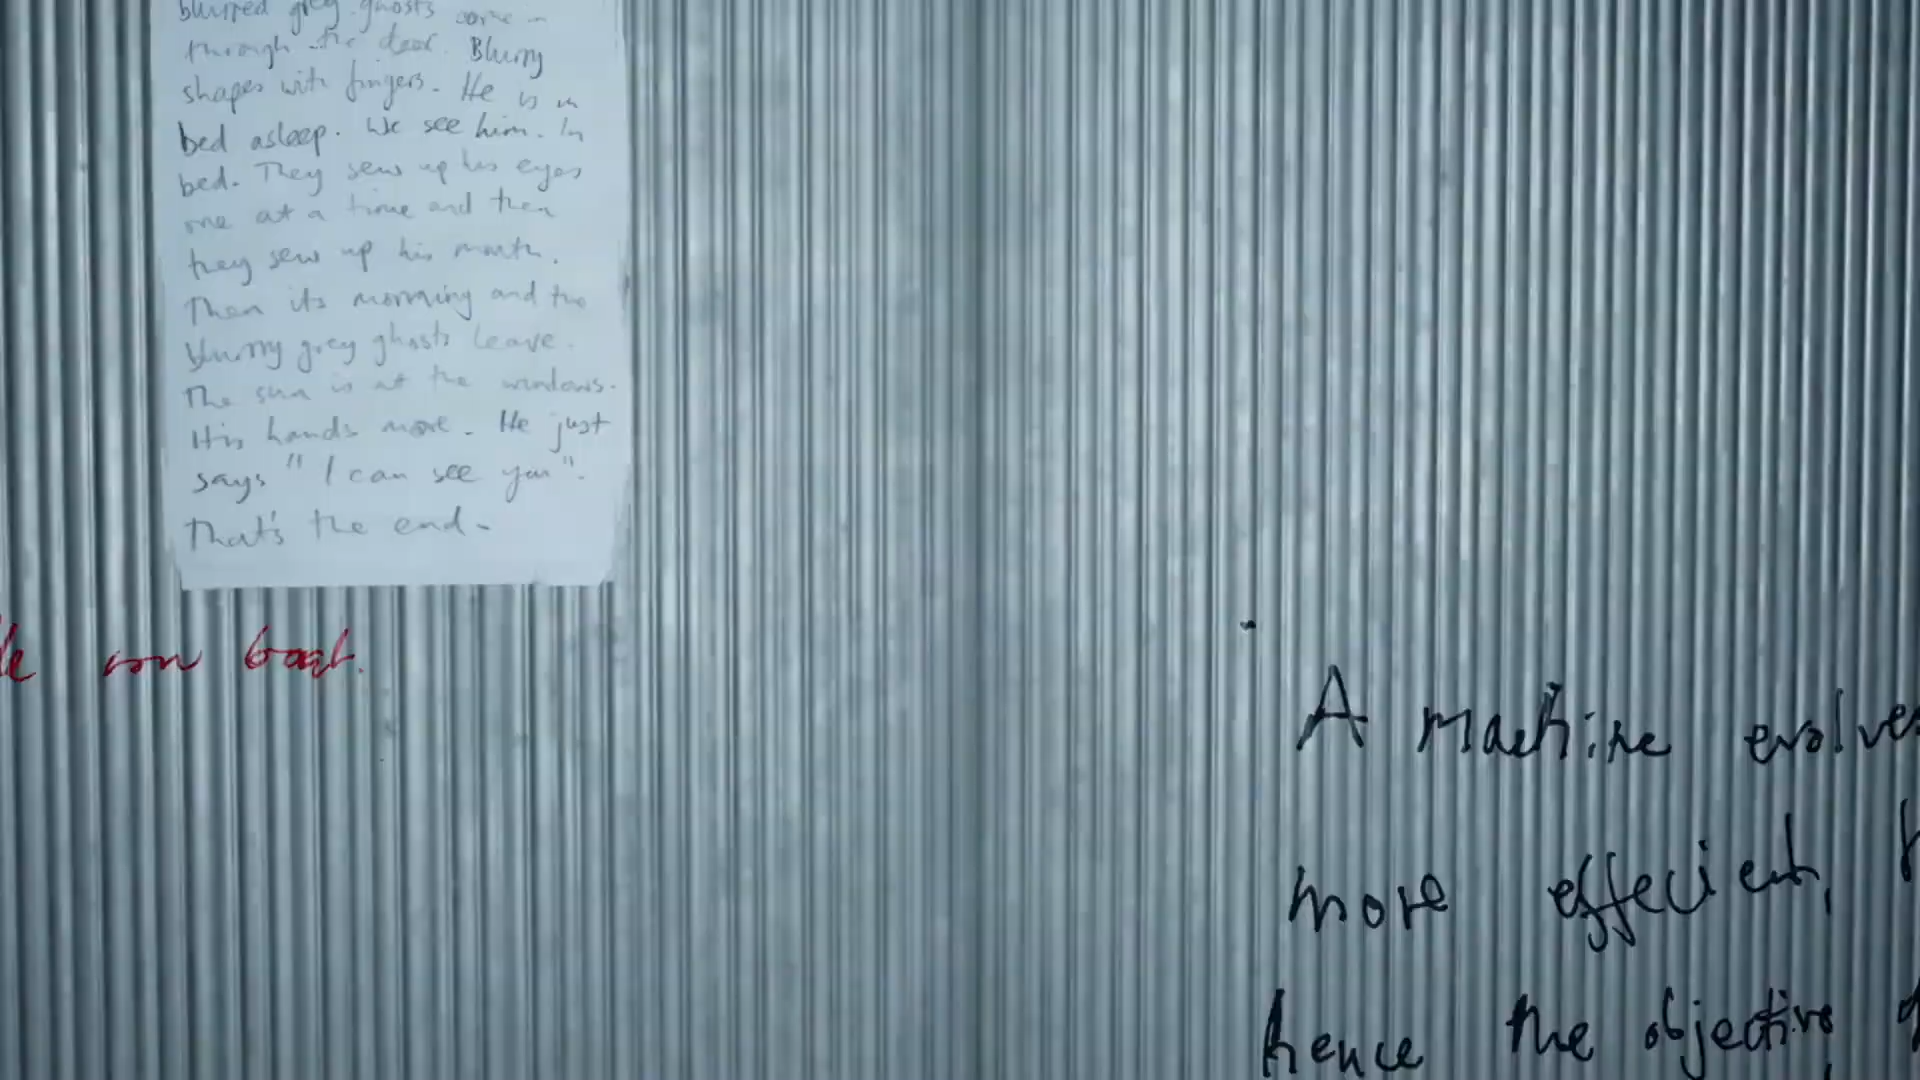 blurred grey ghosts come
through the door. Blurry
shapes with fingers. He is in
bed asleep. We see him. In
bed. They sew up his eyes
one at a time and then
they sew up his mouth.
Then its morning and the
blurry grey ghosts leave.
The sun is at the windows.
His hands move. He just
says "I can see you".
That's the end.
A machine evolves
more effecient,
hence the objective